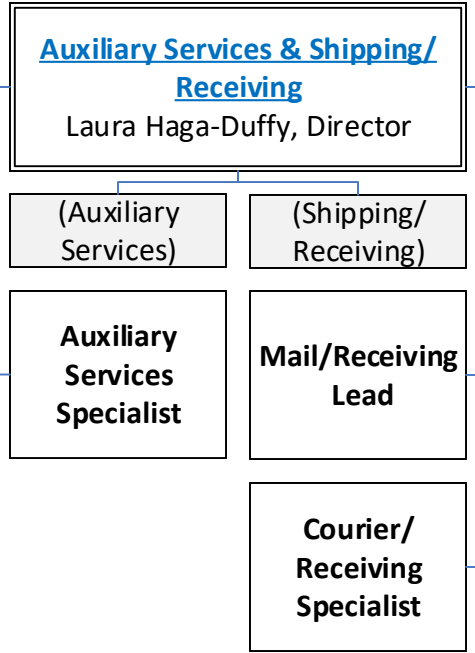 Auxiliary Services & Shipping/
Receiving
Laura Haga-Duffy, Director
(Auxiliary
Services)
(Shipping/
Receiving)
Auxiliary
Services
Specialist
Mail/Receiving
Lead
Courier/
Receiving
Specialist